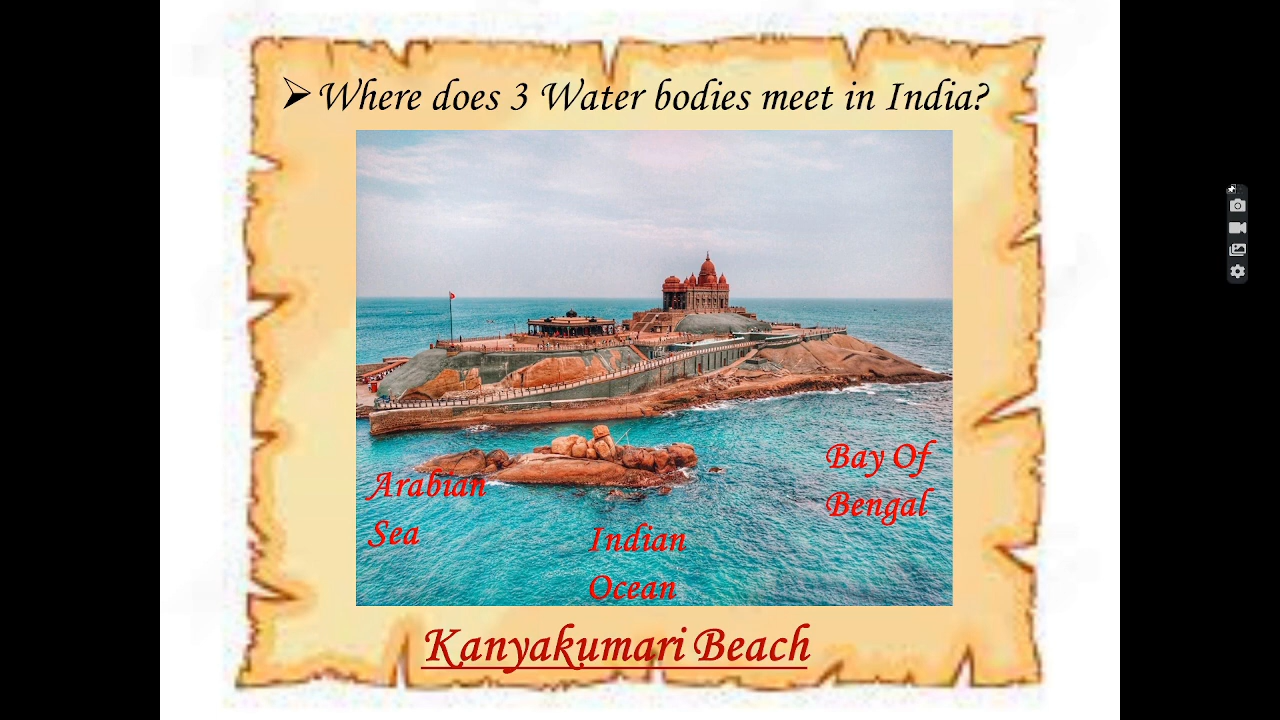 Where does 3 Water bodies meet in India?
Arabian
Sea
Indian
Ocean
Bay Of
Bengal
Kanyakumari Beach